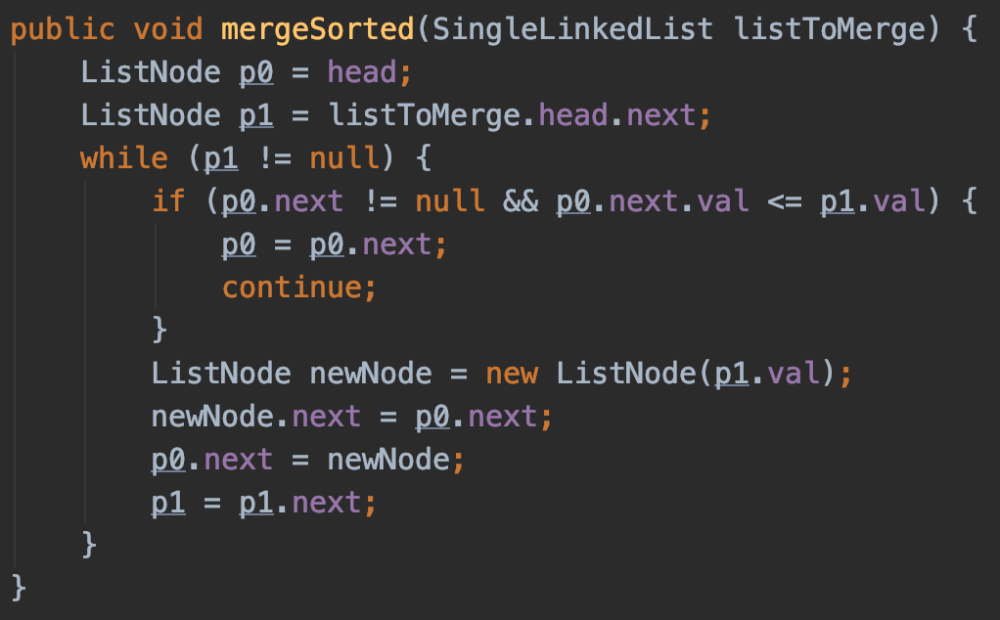 public void mergeSorted(SingleLinkedList listToMerge) {
    ListNode p0 = head;
    ListNode p1 = listToMerge.head.next;
    while (p1 != null) {
        if (p0.next != null && p0.next.val <= p1.val) {
            p0 = p0.next;
            continue;
        }
        ListNode newNode = new ListNode(p1.val);
        newNode.next = p0.next;
        p0.next = newNode;
        p1 = p1.next;
    }
}